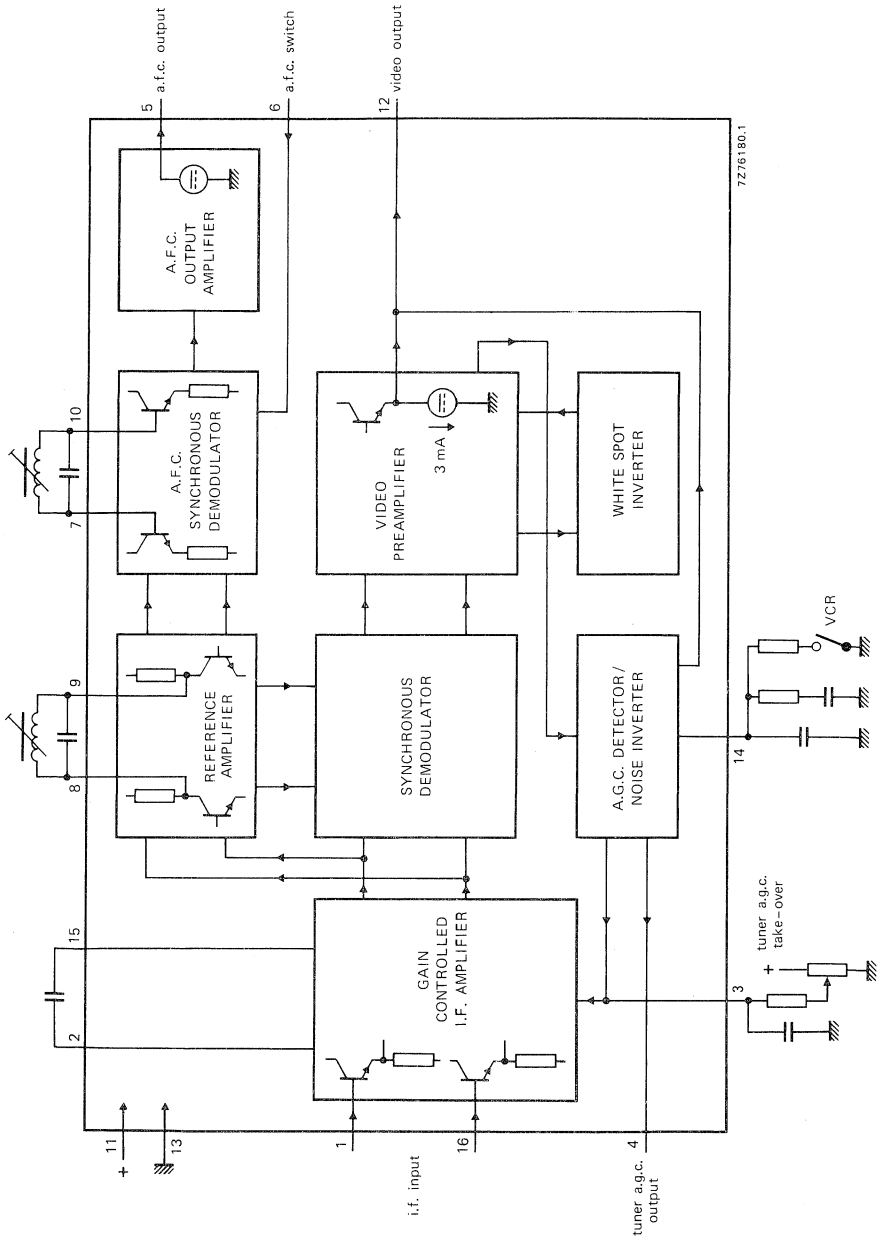 5
a.f.c. output
6
a.f.c. switch
12
video output
7Z76180.1
A.F.C.
OUTPUT
AMPLIFIER
10
7
A.F.C.
SYNCHRONOUS
DEMODULATOR
VIDEO
PREAMPLIFIER
3 mA
WHITE SPOT
INVERTER
9
8
REFERENCE
AMPLIFIER
SYNCHRONOUS
DEMODULATOR
A.G.C. DETECTOR/
NOISE INVERTER
14
VCR
15
2
GAIN
CONTROLLED
I.F. AMPLIFIER
3
tuner a.g.c.
take-over
+
+
11
13
1
16
i.f. input
4
tuner a.g.c.
output